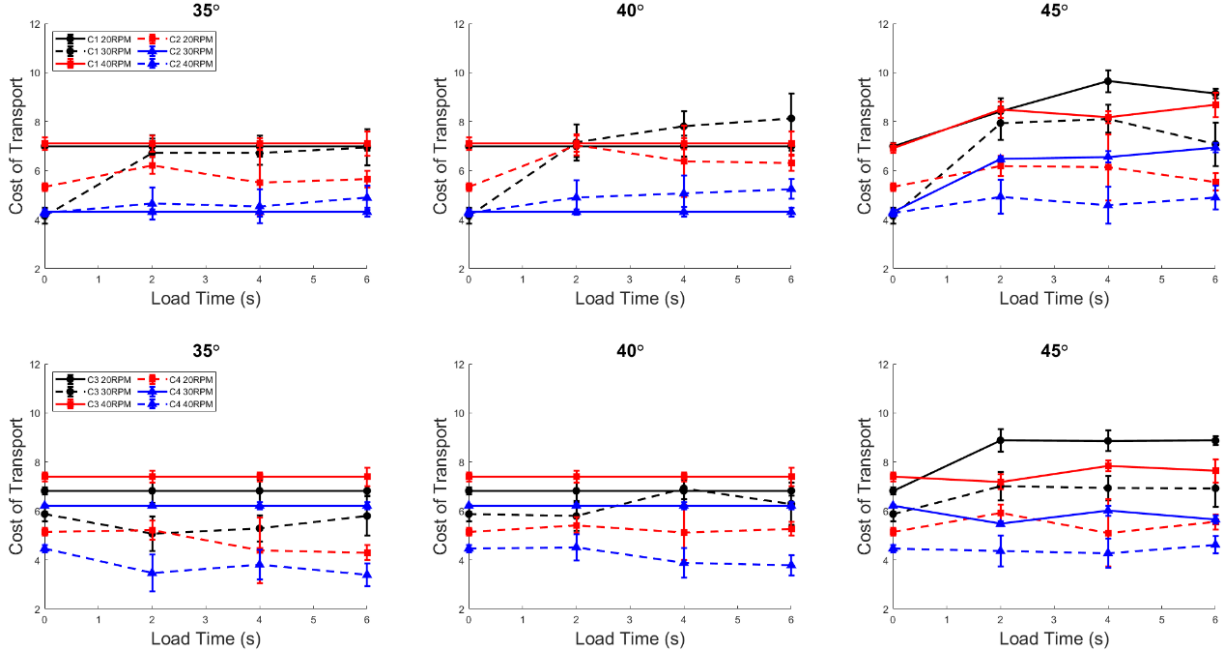 35°
Cost of Transport
12
10
8
6
4
2
C1 20RPM C2 20RPM
C1 30RPM C2 30RPM
C1 40RPM C2 40RPM
0 1 2 3 4 5 6
Load Time (s)
40°
Cost of Transport
12
10
8
6
4
2
0 1 2 3 4 5 6
Load Time (s)
45°
Cost of Transport
12
10
8
6
4
2
0 1 2 3 4 5 6
Load Time (s)
35°
Cost of Transport
12
10
8
6
4
2
C3 20RPM C4 20RPM
C3 30RPM C4 30RPM
C3 40RPM C4 40RPM
0 1 2 3 4 5 6
Load Time (s)
40°
Cost of Transport
12
10
8
6
4
2
0 1 2 3 4 5 6
Load Time (s)
45°
Cost of Transport
12
10
8
6
4
2
0 1 2 3 4 5 6
Load Time (s)